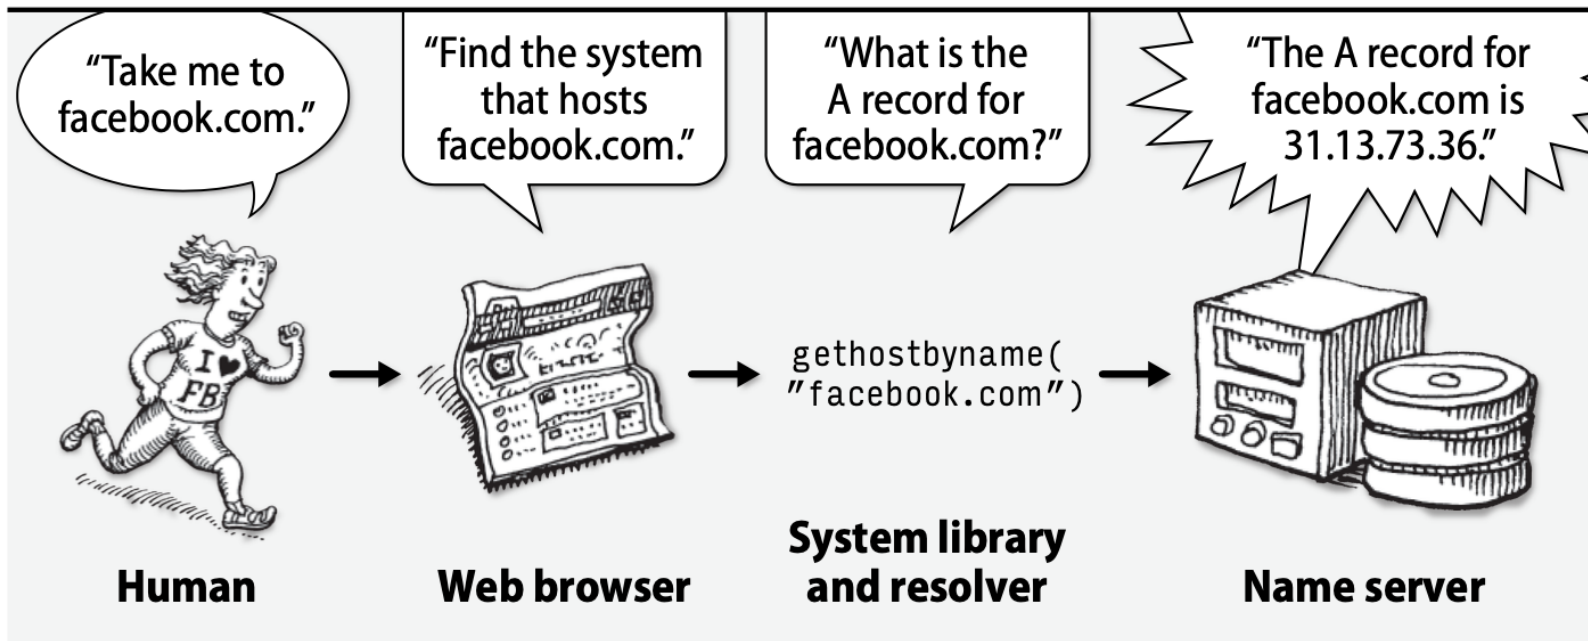 “Take me to
facebook.com.”
“Find the system
that hosts
facebook.com.”
“What is the
A record for
facebook.com?”
“The A record for
facebook.com is
31.13.73.36.”
I ♥
FB
gethostbyname(
"facebook.com")
Human
Web browser
System library
and resolver
Name server